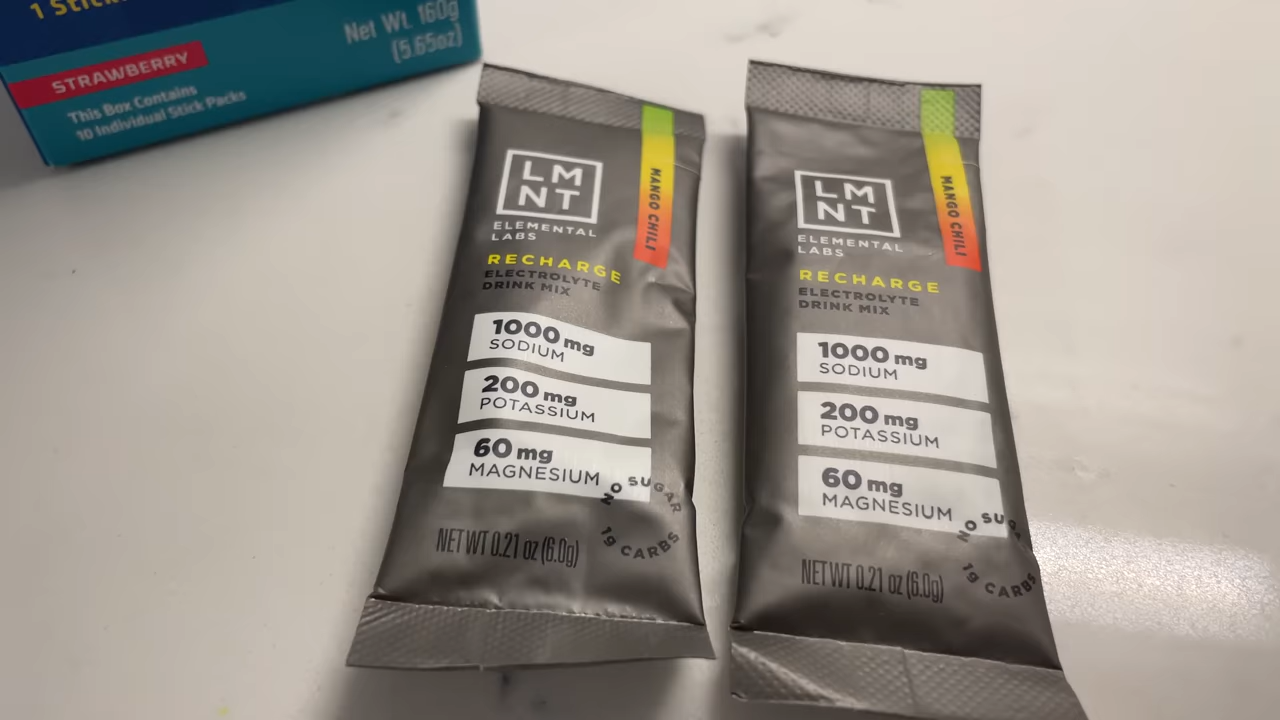 1 Stick
Net Wt. 160g
(5.65oz)
STRAWBERRY
This Box Contains
10 Individual Stick Packs
LM
NT
ELEMENTAL
LABS
MANGO CHILI
RECHARGE
ELECTROLYTE
DRINK MIX
1000 mg
SODIUM
200 mg
POTASSIUM
60 mg
MAGNESIUM
NO SUGAR
1g CARBS
NET WT 0.21 oz (6.0g)
LM
NT
ELEMENTAL
LABS
MANGO CHILI
RECHARGE
ELECTROLYTE
DRINK MIX
1000 mg
SODIUM
200 mg
POTASSIUM
60 mg
MAGNESIUM
NO SUGA
1g CARBS
NET WT 0.21 oz (6.0g)